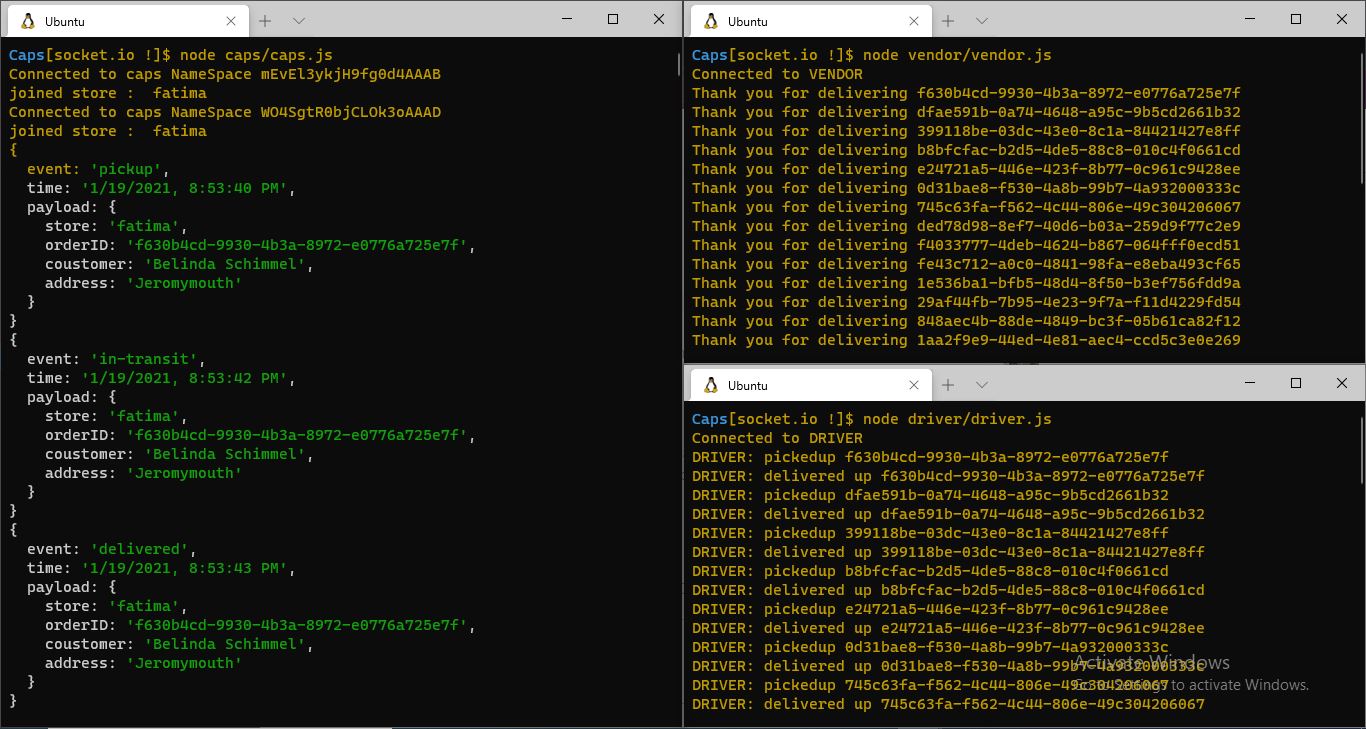 Ubuntu
Caps[socket.io !]$ node caps/caps.js
Connected to caps NameSpace mEvEl3ykjH9fg0d4AAAB
joined store :  fatima
Connected to caps NameSpace WO4SgtR0bjCLOk3oAAAD
joined store :  fatima
{
  event: 'pickup',
  time: '1/19/2021, 8:53:40 PM',
  payload: {
    store: 'fatima',
    orderID: 'f630b4cd-9930-4b3a-8972-e0776a725e7f',
    coustomer: 'Belinda Schimmel',
    address: 'Jeromymouth'
  }
}
{
  event: 'in-transit',
  time: '1/19/2021, 8:53:42 PM',
  payload: {
    store: 'fatima',
    orderID: 'f630b4cd-9930-4b3a-8972-e0776a725e7f',
    coustomer: 'Belinda Schimmel',
    address: 'Jeromymouth'
  }
}
{
  event: 'delivered',
  time: '1/19/2021, 8:53:43 PM',
  payload: {
    store: 'fatima',
    orderID: 'f630b4cd-9930-4b3a-8972-e0776a725e7f',
    coustomer: 'Belinda Schimmel',
    address: 'Jeromymouth'
  }
}
Ubuntu
Caps[socket.io !]$ node vendor/vendor.js
Connected to VENDOR
Thank you for delivering f630b4cd-9930-4b3a-8972-e0776a725e7f
Thank you for delivering dfae591b-0a74-4648-a95c-9b5cd2661b32
Thank you for delivering 399118be-03dc-43e0-8c1a-84421427e8ff
Thank you for delivering b8bfcfac-b2d5-4de5-88c8-010c4f0661cd
Thank you for delivering e24721a5-446e-423f-8b77-0c961c9428ee
Thank you for delivering 0d31bae8-f530-4a8b-99b7-4a932000333c
Thank you for delivering 745c63fa-f562-4c44-806e-49c304206067
Thank you for delivering ded78d98-8ef7-40d6-b03a-259d9f77c2e9
Thank you for delivering f4033777-4deb-4624-b867-064fff0ecd51
Thank you for delivering fe43c712-a0c0-4841-98fa-e8eba493cf65
Thank you for delivering 1e536ba1-bfb5-48d4-8f50-b3ef756fdd9a
Thank you for delivering 29af44fb-7b95-4e23-9f7a-f11d4229fd54
Thank you for delivering 848aec4b-88de-4849-bc3f-05b61ca82f12
Thank you for delivering 1aa2f9e9-44ed-4e81-aec4-ccd5c3e0e269
Ubuntu
Caps[socket.io !]$ node driver/driver.js
Connected to DRIVER
DRIVER: pickedup f630b4cd-9930-4b3a-8972-e0776a725e7f
DRIVER: delivered up f630b4cd-9930-4b3a-8972-e0776a725e7f
DRIVER: pickedup dfae591b-0a74-4648-a95c-9b5cd2661b32
DRIVER: delivered up dfae591b-0a74-4648-a95c-9b5cd2661b32
DRIVER: pickedup 399118be-03dc-43e0-8c1a-84421427e8ff
DRIVER: delivered up 399118be-03dc-43e0-8c1a-84421427e8ff
DRIVER: pickedup b8bfcfac-b2d5-4de5-88c8-010c4f0661cd
DRIVER: delivered up b8bfcfac-b2d5-4de5-88c8-010c4f0661cd
DRIVER: pickedup e24721a5-446e-423f-8b77-0c961c9428ee
DRIVER: delivered up e24721a5-446e-423f-8b77-0c961c9428ee
DRIVER: pickedup 0d31bae8-f530-4a8b-99b7-4a932000333c
DRIVER: delivered up 0d31bae8-f530-4a8b-99b7-4a932000333c
DRIVER: pickedup 745c63fa-f562-4c44-806e-49c304206067
DRIVER: delivered up 745c63fa-f562-4c44-806e-49c304206067
Activate Windows
Go to Settings to activate Windows.